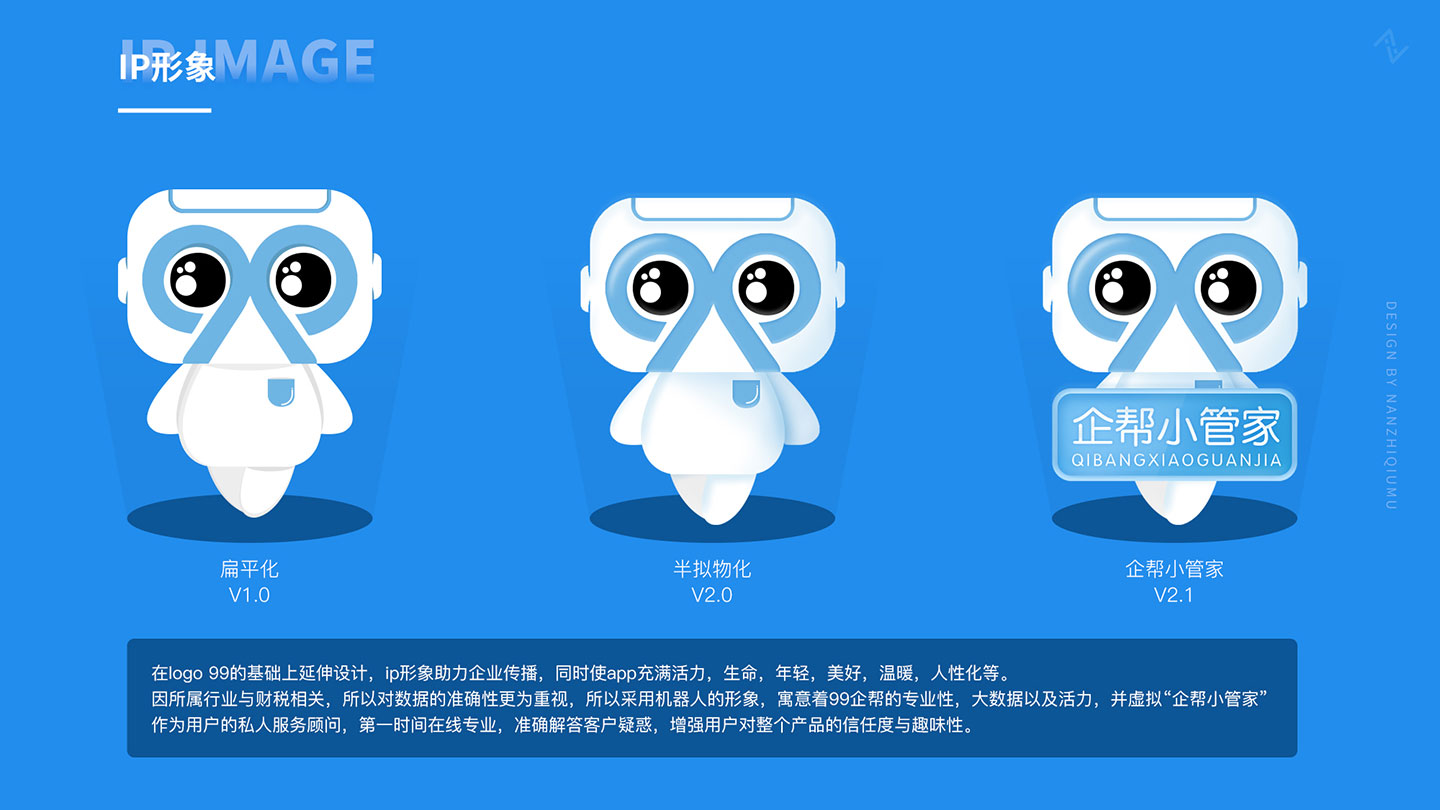 IP IMAGE
IP形象
企帮小管家
QIBANGXIAOGUANJIA
扁平化
V1.0
半拟物化
V2.0
企帮小管家
V2.1
在logo 99的基础上延伸设计，ip形象助力企业传播，同时使app充满活力，生命，年轻，美好，温暖，人性化等。
因所属行业与财税相关，所以对数据的准确性更为重视，所以采用机器人的形象，寓意着99企帮的专业性，大数据以及活力，并虚拟“企帮小管家”
作为用户的私人服务顾问，第一时间在线专业，准确解答客户疑惑，增强用户对整个产品的信任度与趣味性。
DESIGN BY NANZHIQIUMU